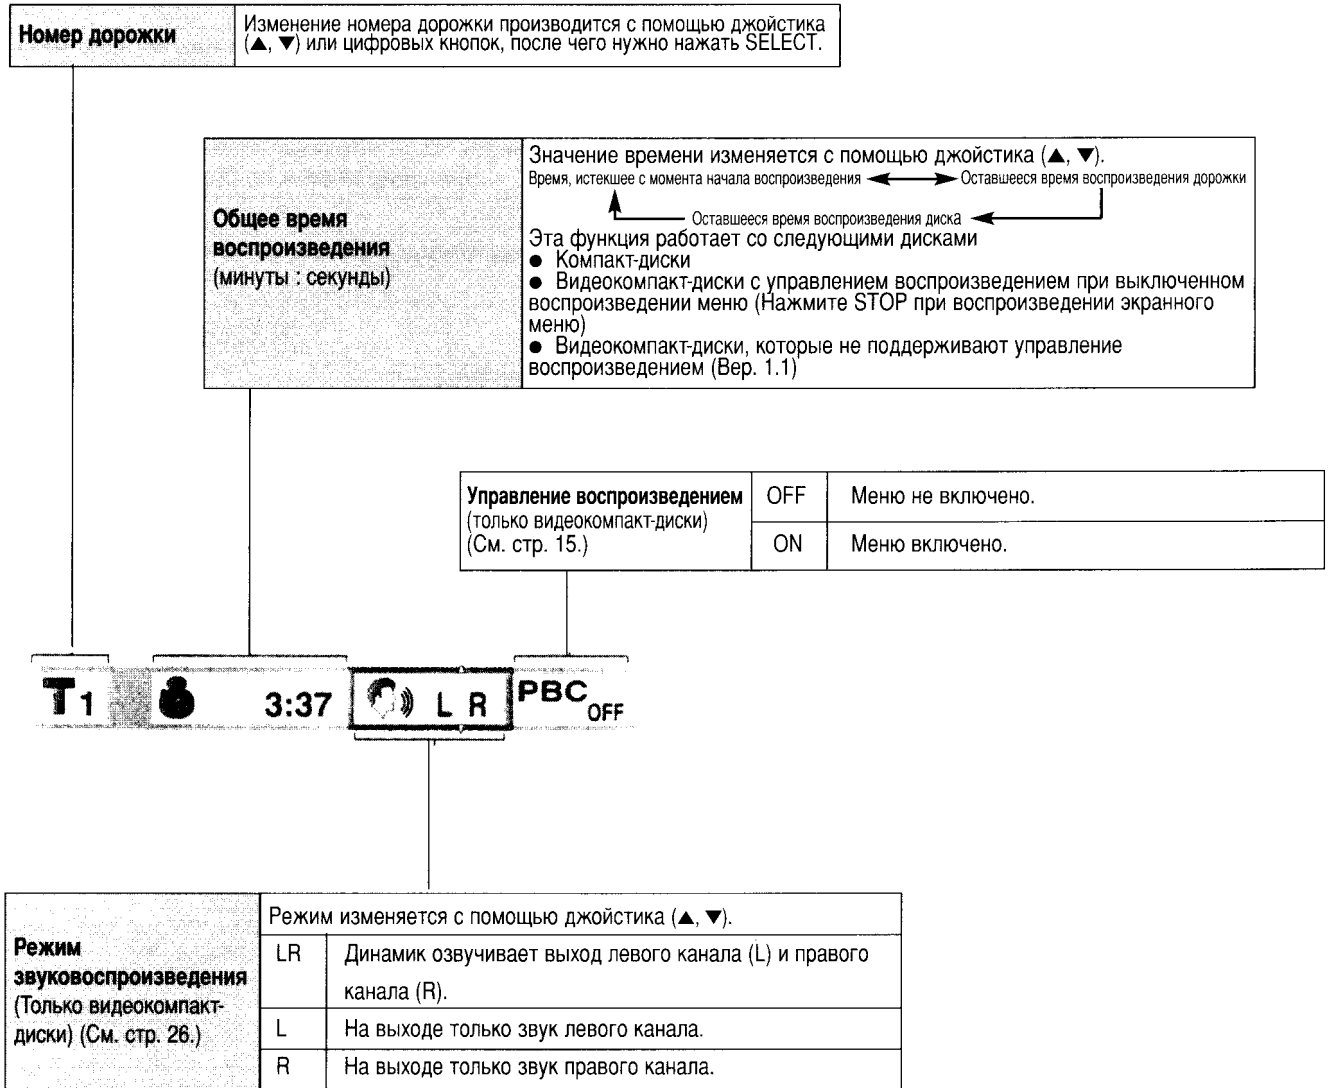 Номер дорожки
Изменение номера дорожки производится с помощью джойстика
(▲, ▼) или цифровых кнопок, после чего нужно нажать SELECT.
Общее время
воспроизведения
(минуты : секунды)
Значение времени изменяется с помощью джойстика (▲, ▼).
Время, истекшее с момента начала воспроизведения ◄──► Оставшееся время воспроизведения дорожки
Оставшееся время воспроизведения диска ◄
Эта функция работает со следующими дисками
● Компакт-диски
● Видеокомпакт-диски с управлением воспроизведением при выключенном
воспроизведении меню (Нажмите STOP при воспроизведении экранного
меню)
● Видеокомпакт-диски, которые не поддерживают управление
воспроизведением (Вер. 1.1)
Управление воспроизведением
(только видеокомпакт-диски)
(См. стр. 15.)
OFF Меню не включено.
ON Меню включено.
T 1 3:37 L R PBC OFF
Режим
звуковоспроизведения
(Только видеокомпакт-
диски) (См. стр. 26.)
Режим изменяется с помощью джойстика (▲, ▼).
LR Динамик озвучивает выход левого канала (L) и правого
канала (R).
L На выходе только звук левого канала.
R На выходе только звук правого канала.